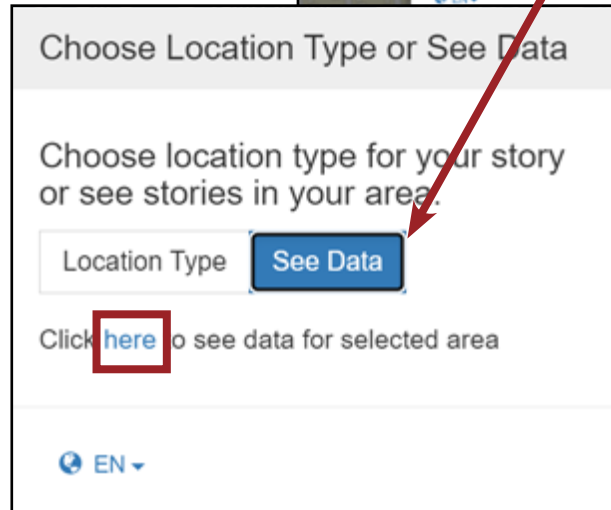 Choose Location Type or See Data
Choose location type for your story
or see stories in your area.
Location Type See Data
Click here to see data for selected area
EN